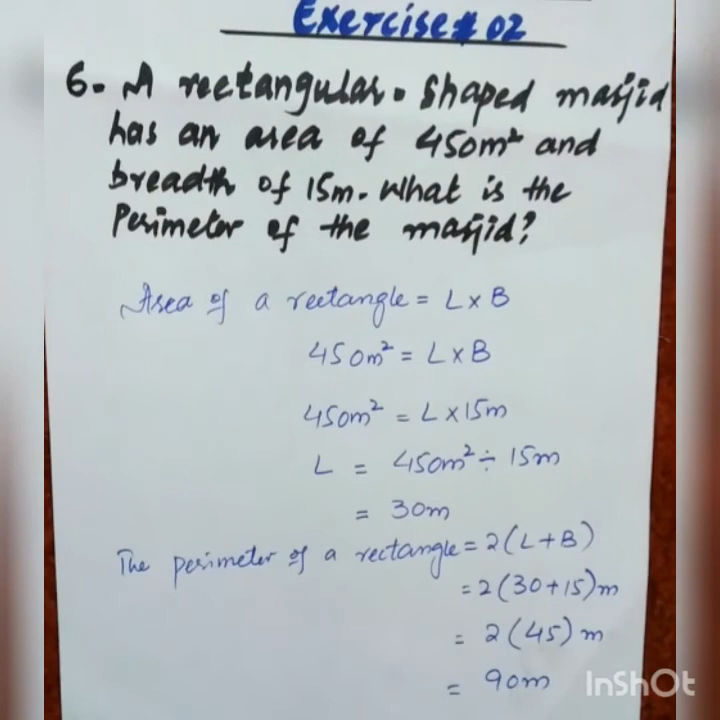 Exercise# 02
6. A rectangular. shaped masjid
has an area of 450m² and
breadth of 15m. What is the
Perimeter of the masjid?
Area of a rectangle = L x B
450m² = L x B
450m² = L x 15m
L = 450m² ÷ 15m
= 30m
The perimeter of a rectangle = 2(L+B)
= 2(30+15)m
= 2(45)m
= 90m
InShOt